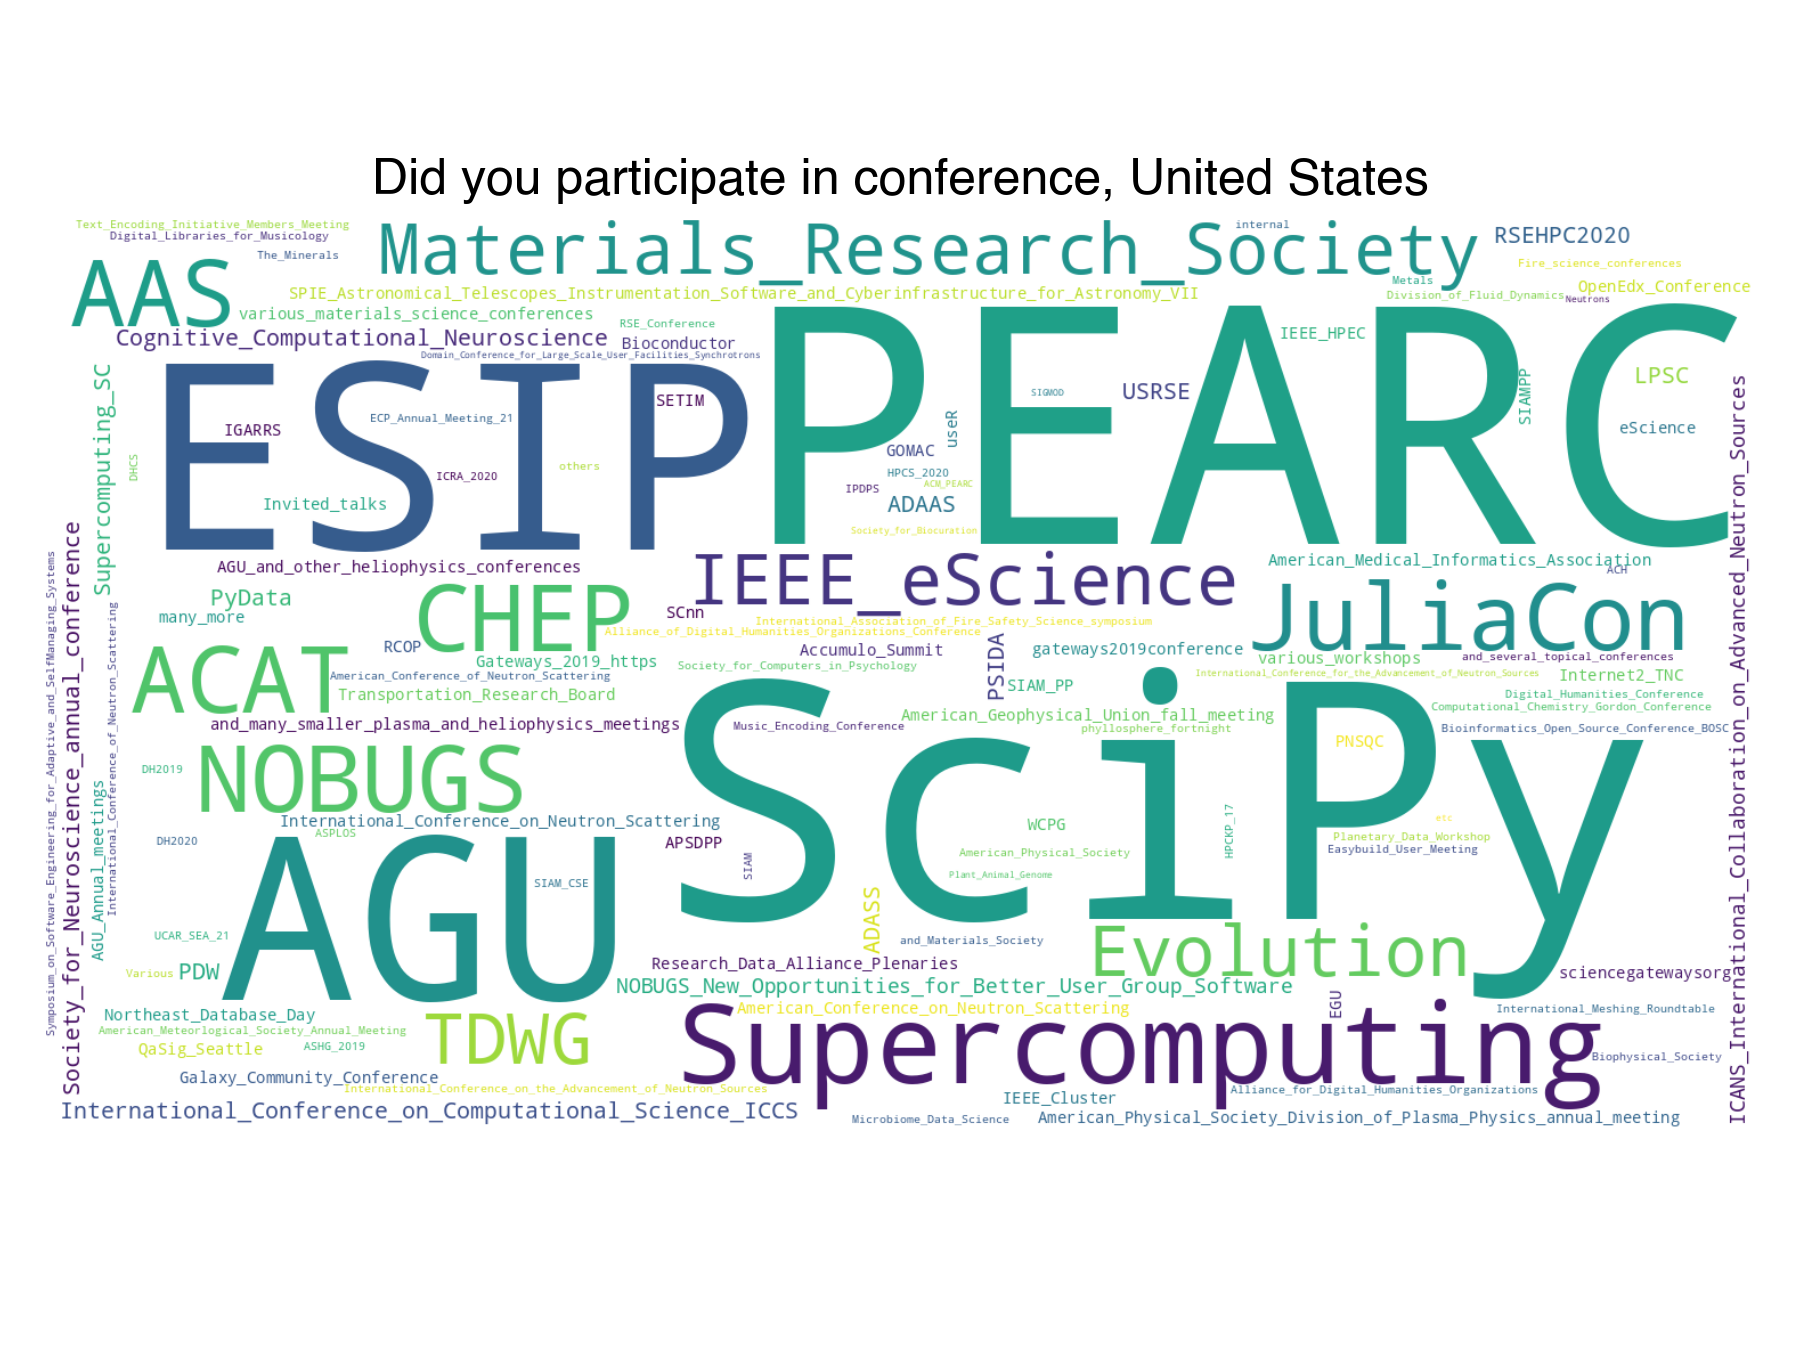 Did you participate in conference, United States
Text_Encoding_Initiative_Members_Meeting
Digital_Libraries_for_Musicology
The_Minerals
Materials_Research_Society
internal
RSEHPC2020
AAS
SPIE_Astronomical_Telescopes_Instrumentation_Software_and_Cyberinfrastructure_for_Astronomy_VII
Fire_science_conferences
Metals
OpenEdx_Conference
Division_of_Fluid_Dynamics
Neutrons
various_materials_science_conferences
RSE_Conference
Cognitive_Computational_Neuroscience
Bioconductor
Domain_Conference_for_Large_Scale_User_Facilities_Synchrotrons
IEEE_HPEC
PEARC
ESIP
Supercomputing_SC
SETIM
ECP_Annual_Meeting_21
IGARRS
SIGMOD
USRSE
SIAMPP
LPSC
eScience
useR
GOMAC
DHCS
ICRA_2020
others
HPCS_2020
ACM_PEARC
IPDPS
Invited_talks
ADAAS
Society_for_Biocuration
ICANS_International_Collaboration_on_Advanced_Neutron_Sources
Society_for_Neuroscience_annual_conference
Symposium_on_Software_Engineering_for_Adaptive_and_SelfManaging_Systems
AGU_and_other_heliophysics_conferences
IEEE_eScience
American_Medical_Informatics_Association
ACH
PyData
CHEP
JuliaCon
many_more
SCnn
International_Association_of_Fire_Safety_Science_symposium
Alliance_of_Digital_Humanities_Organizations_Conference
International_Conference_of_Neutron_Scattering
RCOP
Accumulo_Summit
PSIDA
gateways2019conference
ACAT
Gateways_2019_https
Society_for_Computers_in_Psychology
various_workshops
and_several_topical_conferences
American_Conference_of_Neutron_Scattering
SIAM_PP
International_Conference_for_the_Advancement_of_Neutron_Sources
Internet2_TNC
Transportation_Research_Board
Digital_Humanities_Conference
Computational_Chemistry_Gordon_Conference
SciPy
and_many_smaller_plasma_and_heliophysics_meetings
Music_Encoding_Conference
American_Geophysical_Union_fall_meeting
phyllosphere_fortnight
Bioinformatics_Open_Source_Conference_BOSC
PNSQC
NOBUGS
DH2019
AGU_Annual_meetings
International_Conference_on_Neutron_Scattering
WCPG
HPCKP_17
etc
ASPLOS
DH2020
APSDPP
Planetary_Data_Workshop
Easybuild_User_Meeting
AGU
SIAM
American_Physical_Society
SIAM_CSE
Plant_Animal_Genome
ADASS
UCAR_SEA_21
and_Materials_Society
Evolution
Various
PDW
Research_Data_Alliance_Plenaries
sciencegatewaysorg
NOBUGS_New_Opportunities_for_Better_User_Group_Software
EGU
Northeast_Database_Day
American_Conference_on_Neutron_Scattering
International_Meshing_Roundtable
American_Meteorlogical_Society_Annual_Meeting
TDWG
Supercomputing
QaSig_Seattle
ASHG_2019
Biophysical_Society
Galaxy_Community_Conference
International_Conference_on_the_Advancement_of_Neutron_Sources
Alliance_for_Digital_Humanities_Organizations
IEEE_Cluster
International_Conference_on_Computational_Science_ICCS
Microbiome_Data_Science
American_Physical_Society_Division_of_Plasma_Physics_annual_meeting